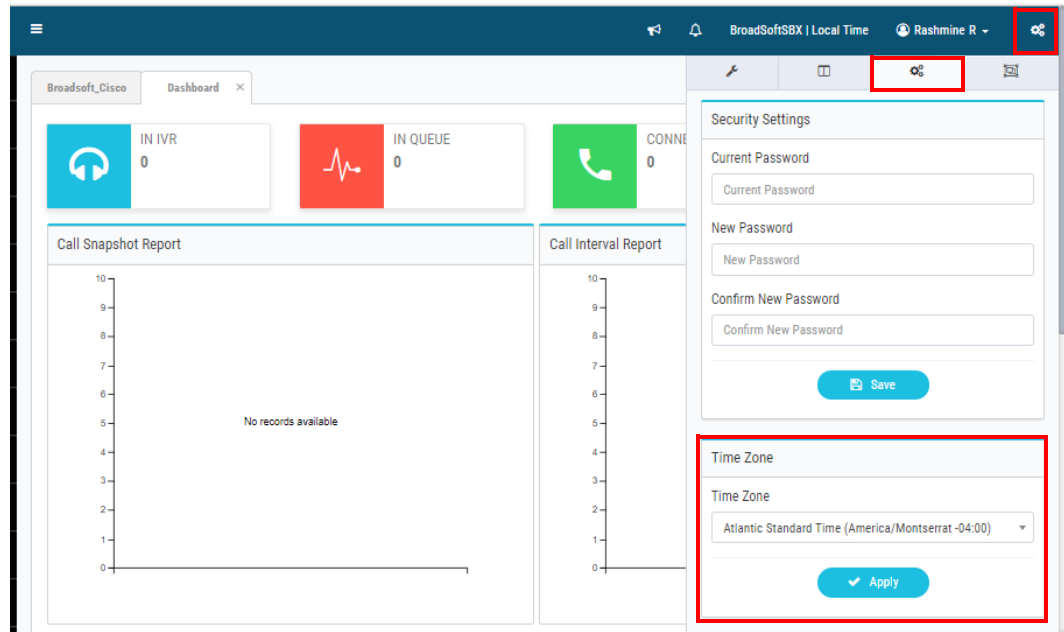 BroadSoftSBX | Local Time
Rashmine R
Broadsoft_Cisco
Dashboard
IN IVR
0
IN QUEUE
0
CONNE
0
Call Snapshot Report
10
9
8
7
6
5
4
3
2
1
0
No records available
Call Interval Report
10
9
8
7
6
5
4
3
2
1
0
Security Settings
Current Password
Current Password
New Password
New Password
Confirm New Password
Confirm New Password
Save
Time Zone
Time Zone
Atlantic Standard Time (America/Montserrat -04:00)
Apply